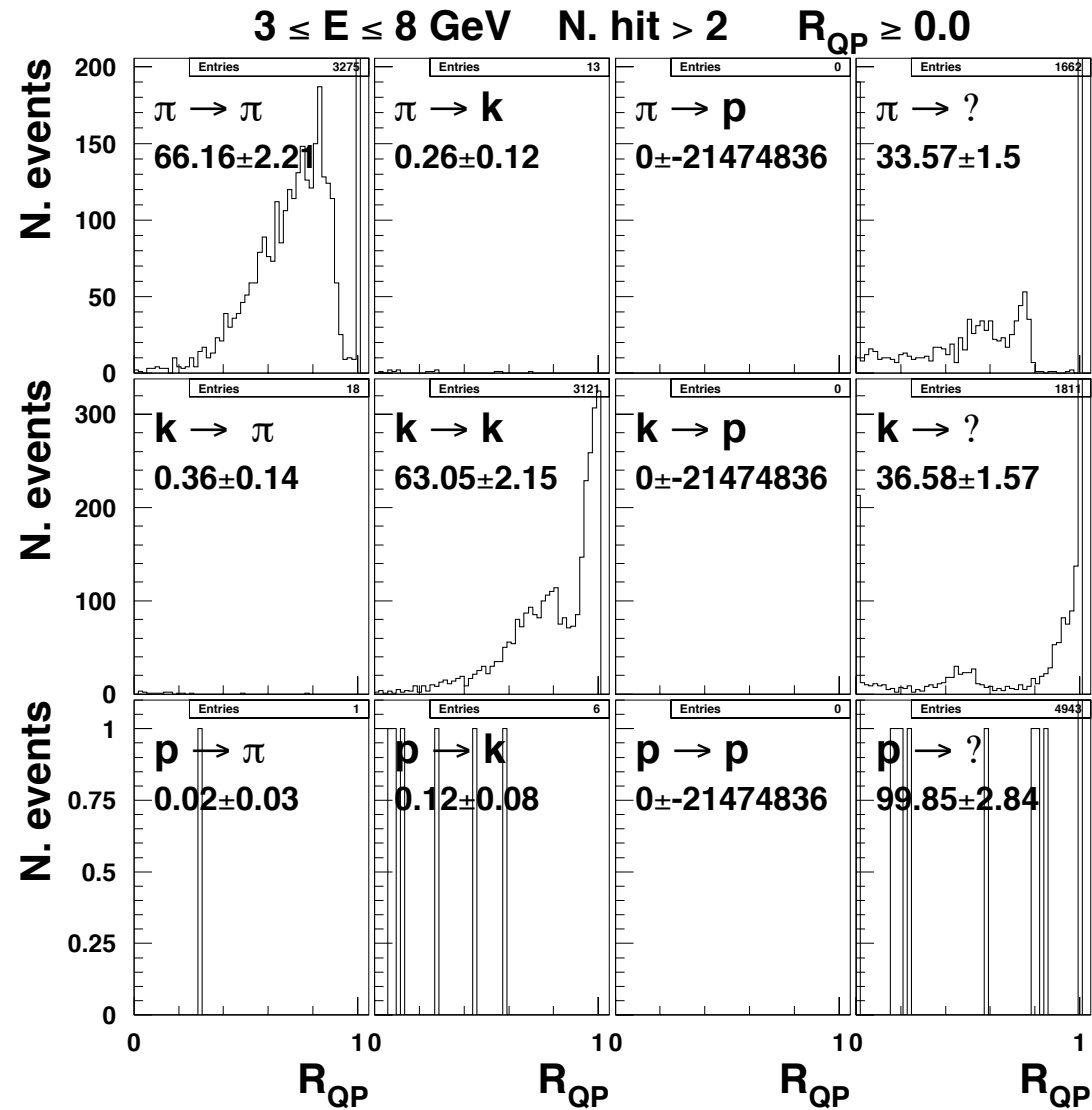 3 ≤ E ≤ 8 GeV N. hit > 2 R_QP ≥ 0.0
Entries 3275
Entries 13
Entries 0
Entries 1662
π → π
π → k
π → p
π → ?
66.16±2.21
0.26±0.12
0±-21474836
33.57±1.5
200
150
100
50
0
N. events
Entries 18
Entries 3121
Entries 0
Entries 1811
k → π
k → k
k → p
k → ?
0.36±0.14
63.05±2.15
0±-21474836
36.58±1.57
300
200
100
0
N. events
Entries 1
Entries 6
Entries 0
Entries 4943
p → π
p → k
p → p
p → ?
0.02±0.03
0.12±0.08
0±-21474836
99.85±2.84
1
0.75
0.5
0.25
0
N. events
0 10 10 10 1
R_QP R_QP R_QP R_QP